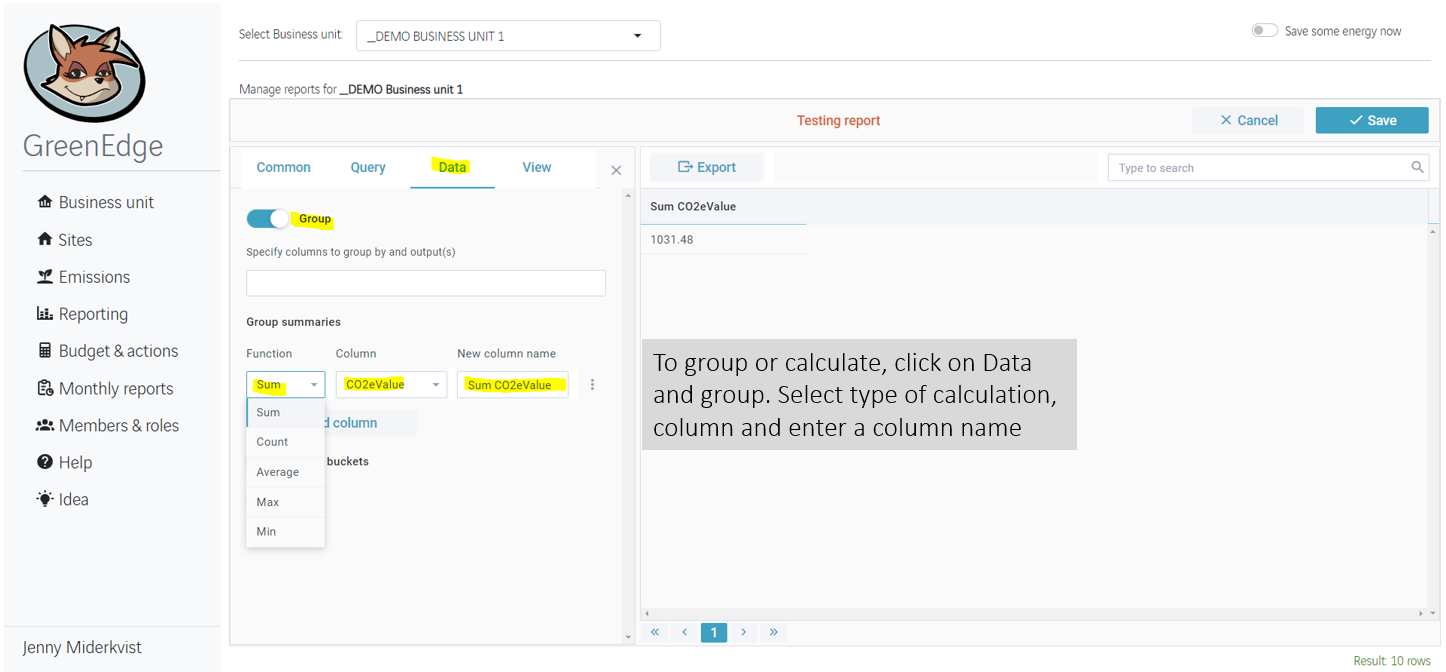 Select Business unit: __DEMO BUSINESS UNIT 1
Save some energy now
Manage reports for __DEMO Business unit 1
GreenEdge
Testing report
Cancel
Save
Common
Query
Data
View
Export
Type to search
Business unit
Sites
Emissions
Reporting
Budget & actions
Monthly reports
Members & roles
Help
Idea
Jenny Miderkvist
Group
Specify columns to group by and output(s)
Group summaries
Function Column New column name
Sum CO2eValue Sum CO2eValue
Sum
Count
Average
Max
Min
d column
buckets
Sum CO2eValue
1031.48
To group or calculate, click on Data
and group. Select type of calculation,
column and enter a column name
« ‹ 1 › »
Result: 10 rows